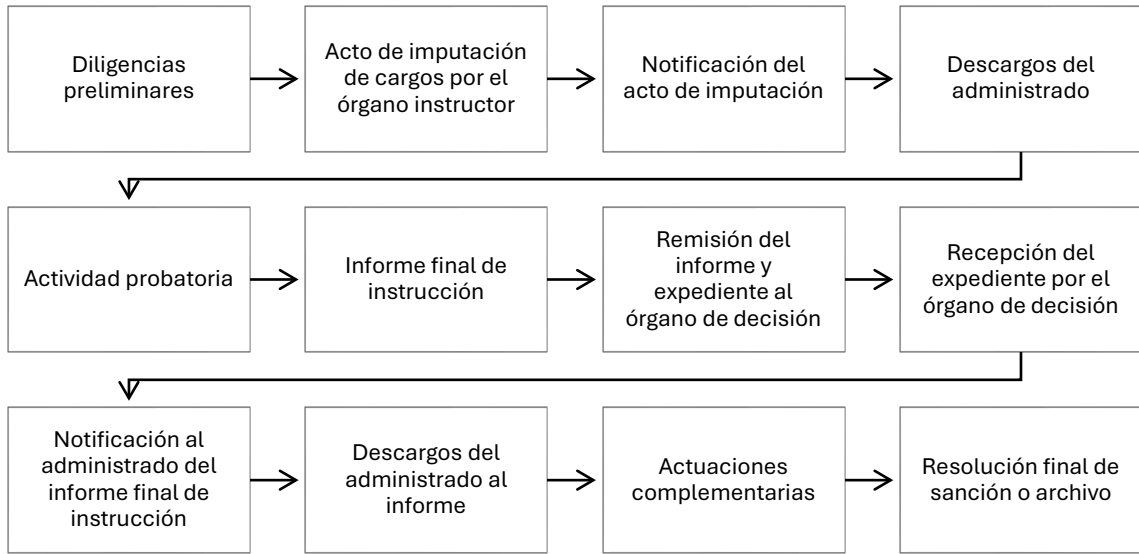 Diligencias
preliminares
Acto de imputación
de cargos por el
órgano instructor
Notificación del
acto de imputación
Descargos del
administrado
Actividad probatoria
Informe final de
instrucción
Remisión del
informe y
expediente al
órgano de decisión
Recepción del
expediente por el
órgano de decisión
Notificación al
administrado del
informe final de
instrucción
Descargos del
administrado al
informe
Actuaciones
complementarias
Resolución final de
sanción o archivo